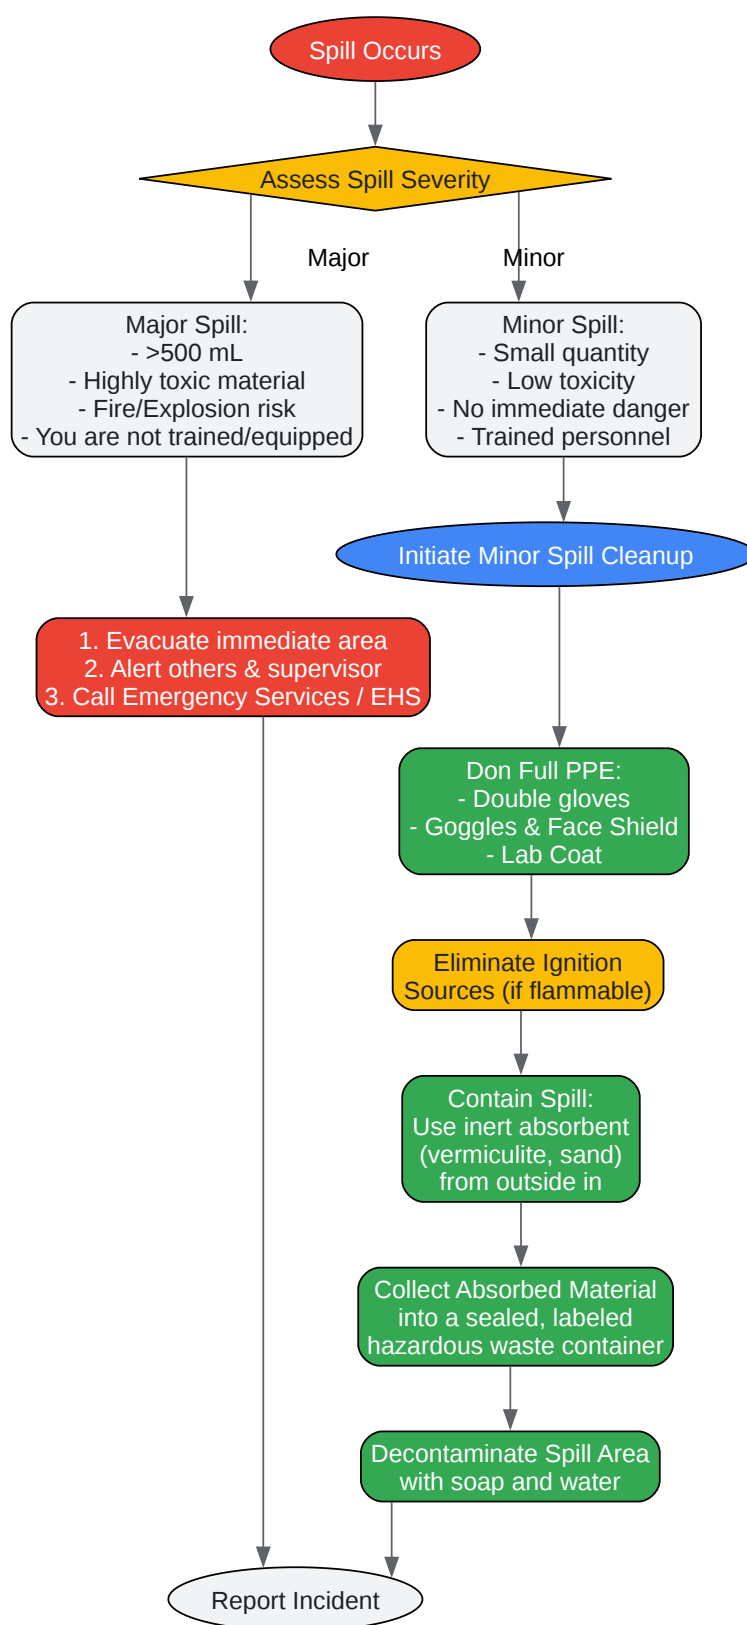 Spill Occurs
Assess Spill Severity
Major
Minor
Major Spill:
- >500 mL
- Highly toxic material
- Fire/Explosion risk
- You are not trained/equipped
Minor Spill:
- Small quantity
- Low toxicity
- No immediate danger
- Trained personnel
Initiate Minor Spill Cleanup
1. Evacuate immediate area
2. Alert others & supervisor
3. Call Emergency Services / EHS
Don Full PPE:
- Double gloves
- Goggles & Face Shield
- Lab Coat
Eliminate Ignition
Sources (if flammable)
Contain Spill:
Use inert absorbent
(vermiculite, sand)
from outside in
Collect Absorbed Material
into a sealed, labeled
hazardous waste container
Decontaminate Spill Area
with soap and water
Report Incident